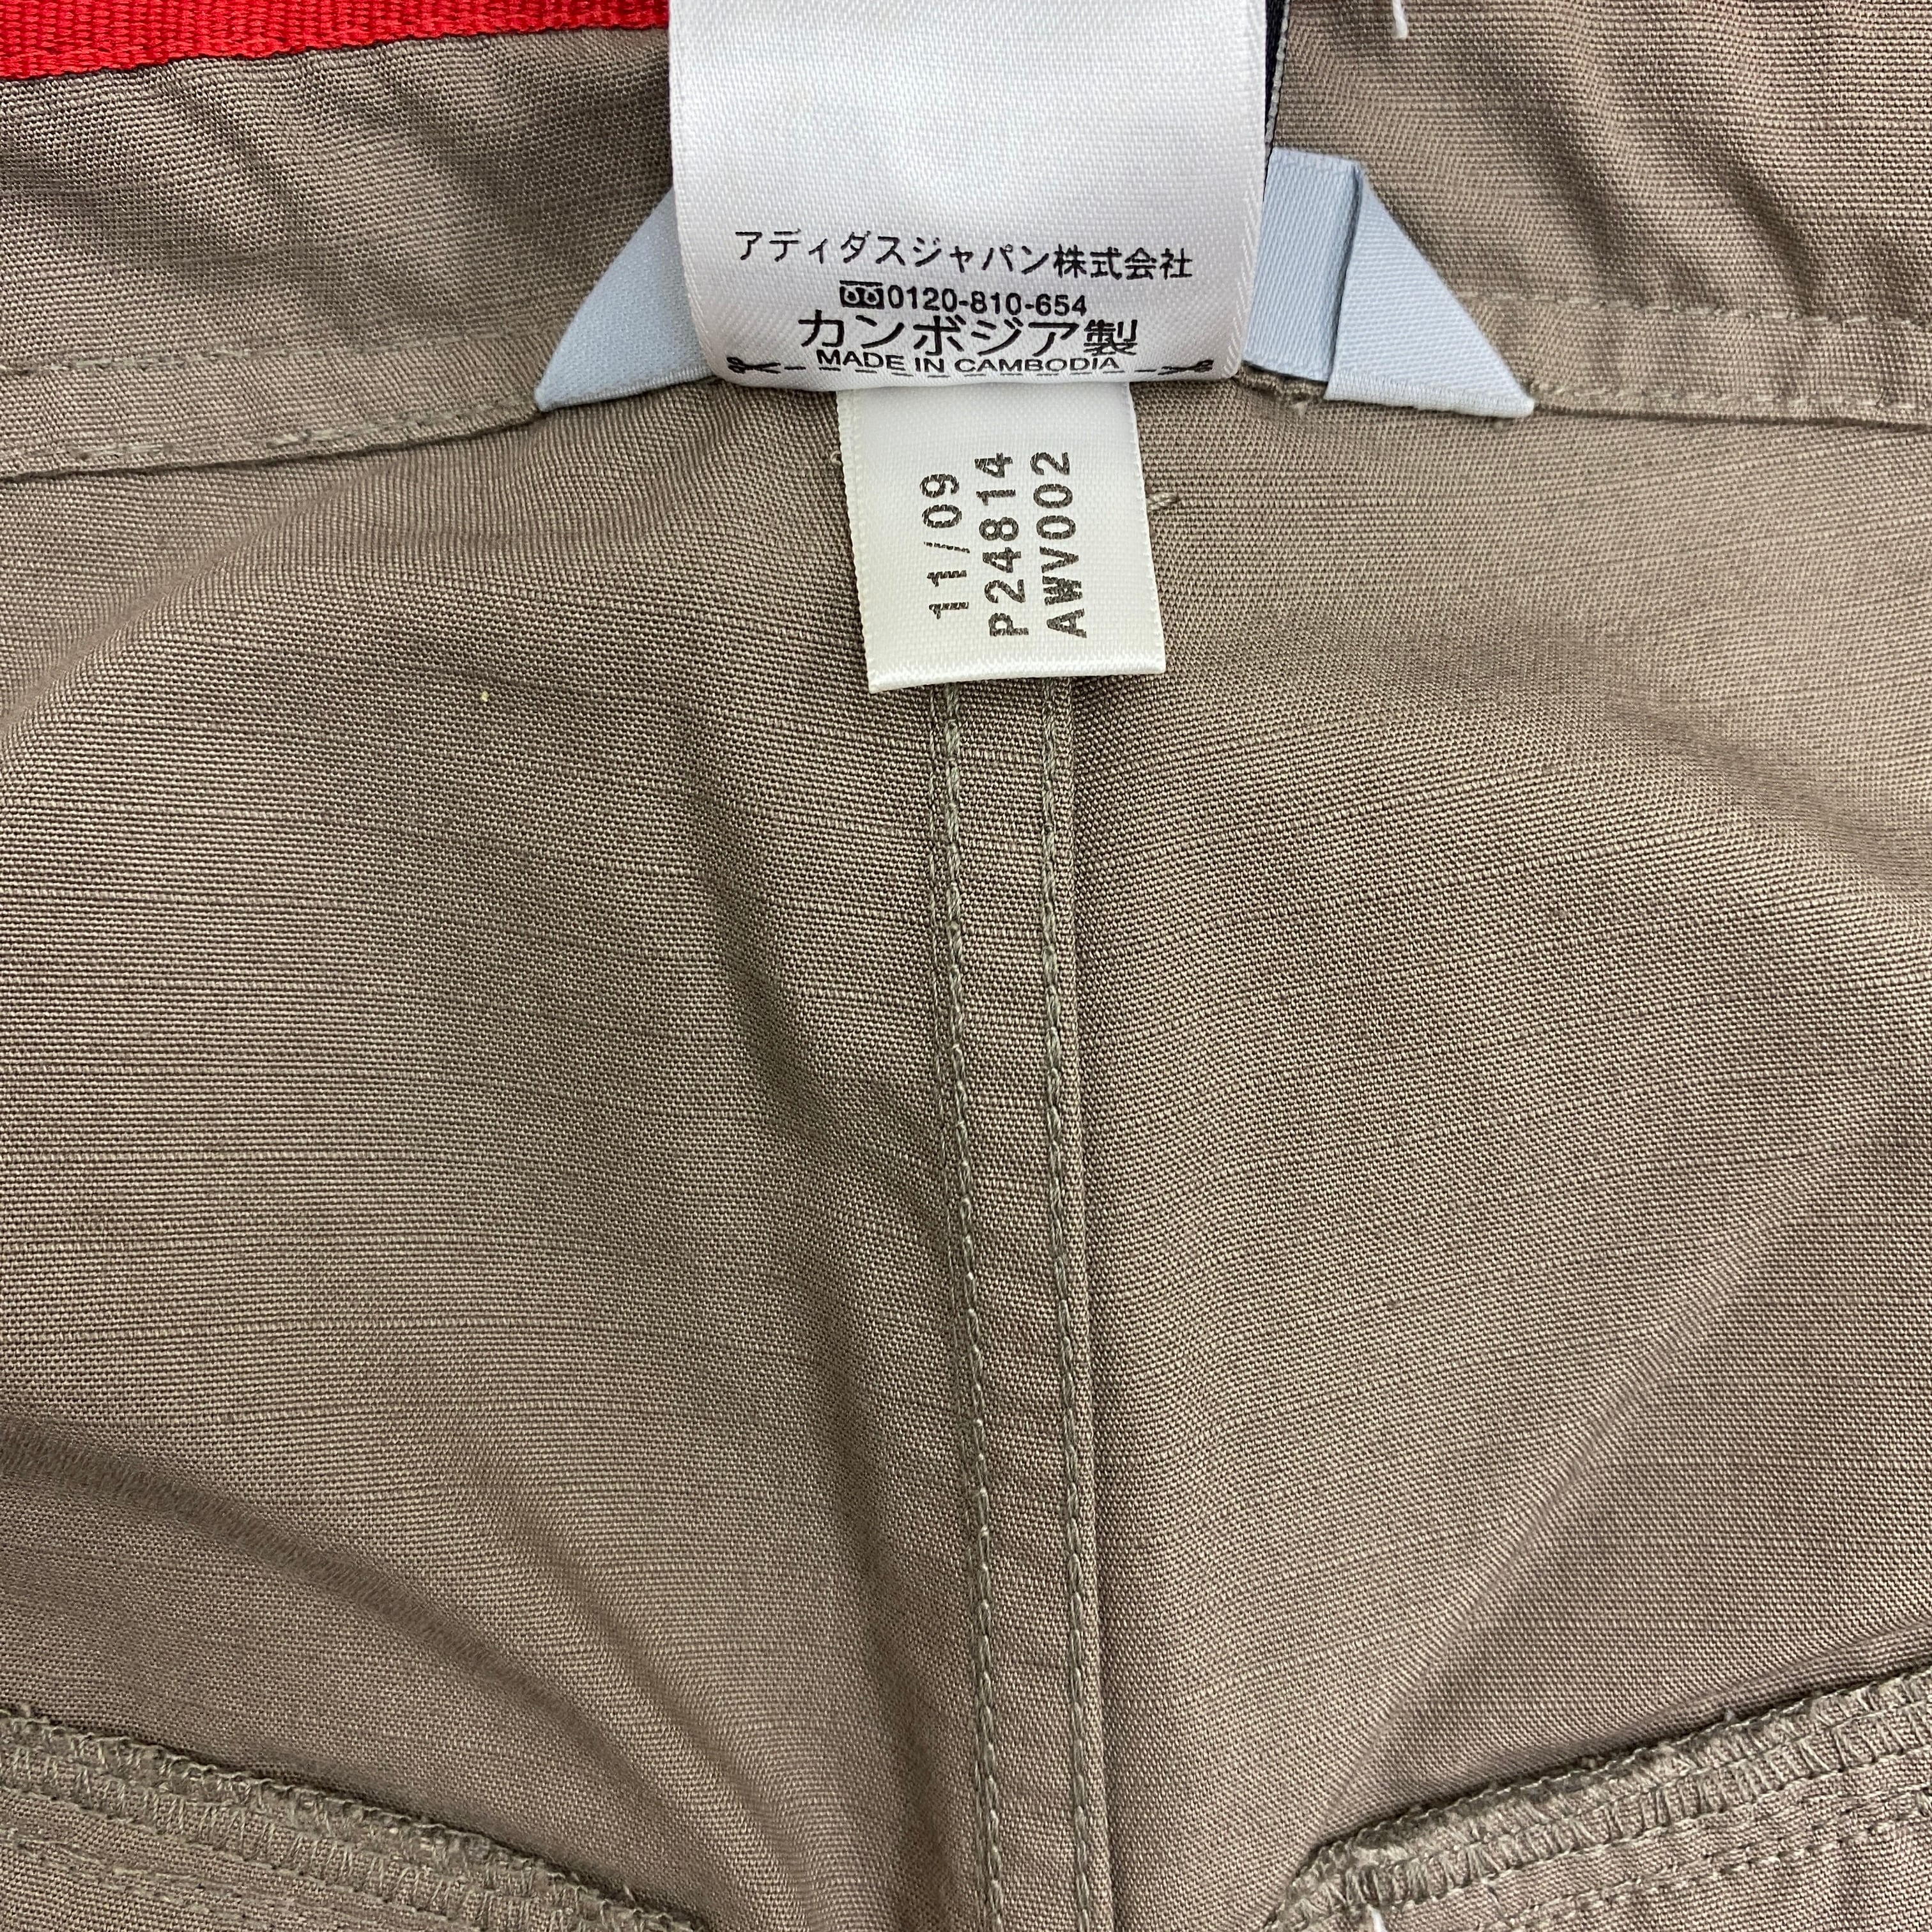 アディダスジャパン株式会社
0120-810-654
カンボジア製
MADE IN CAMBODIA
11/09
P24814
AWV002